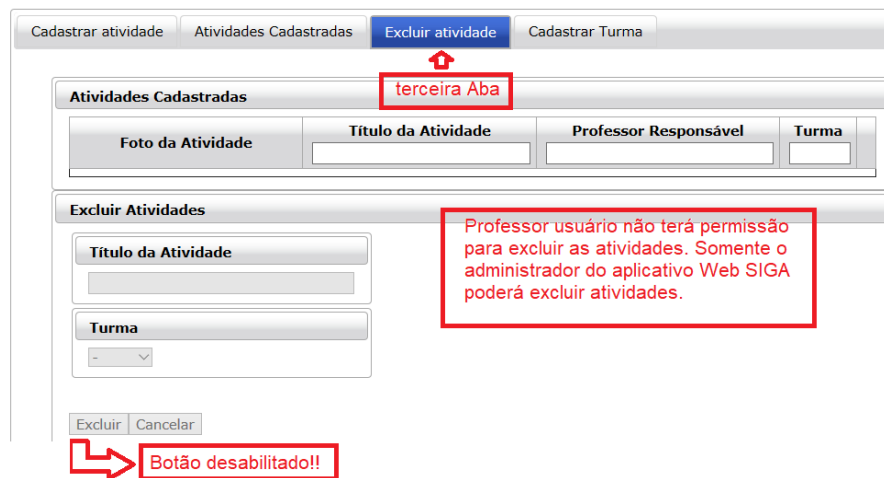 Cadastrar atividade Atividades Cadastradas Excluir atividade Cadastrar Turma
terceira Aba
Atividades Cadastradas
Foto da Atividade Título da Atividade Professor Responsável Turma
Excluir Atividades
Professor usuário não terá permissão
para excluir as atividades. Somente o
administrador do aplicativo Web SIGA
poderá excluir atividades.
Título da Atividade
Turma
-
Excluir Cancelar
Botão desabilitado!!